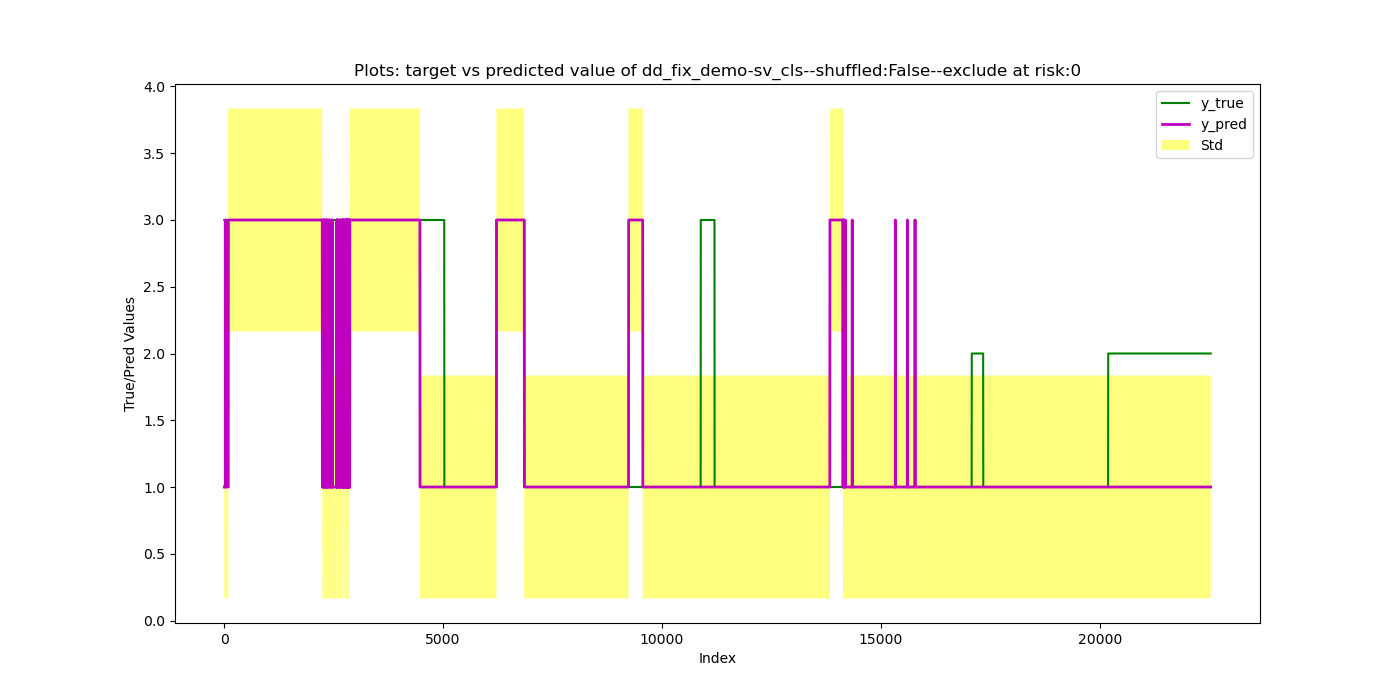 Plots: target vs predicted value of dd_fix_demo-sv_cls--shuffled:False--exclude at risk:0
4.0
3.5
3.0
2.5
2.0
1.5
1.0
0.5
0.0
True/Pred Values
y_true
y_pred
Std
0
5000
10000
15000
20000
Index